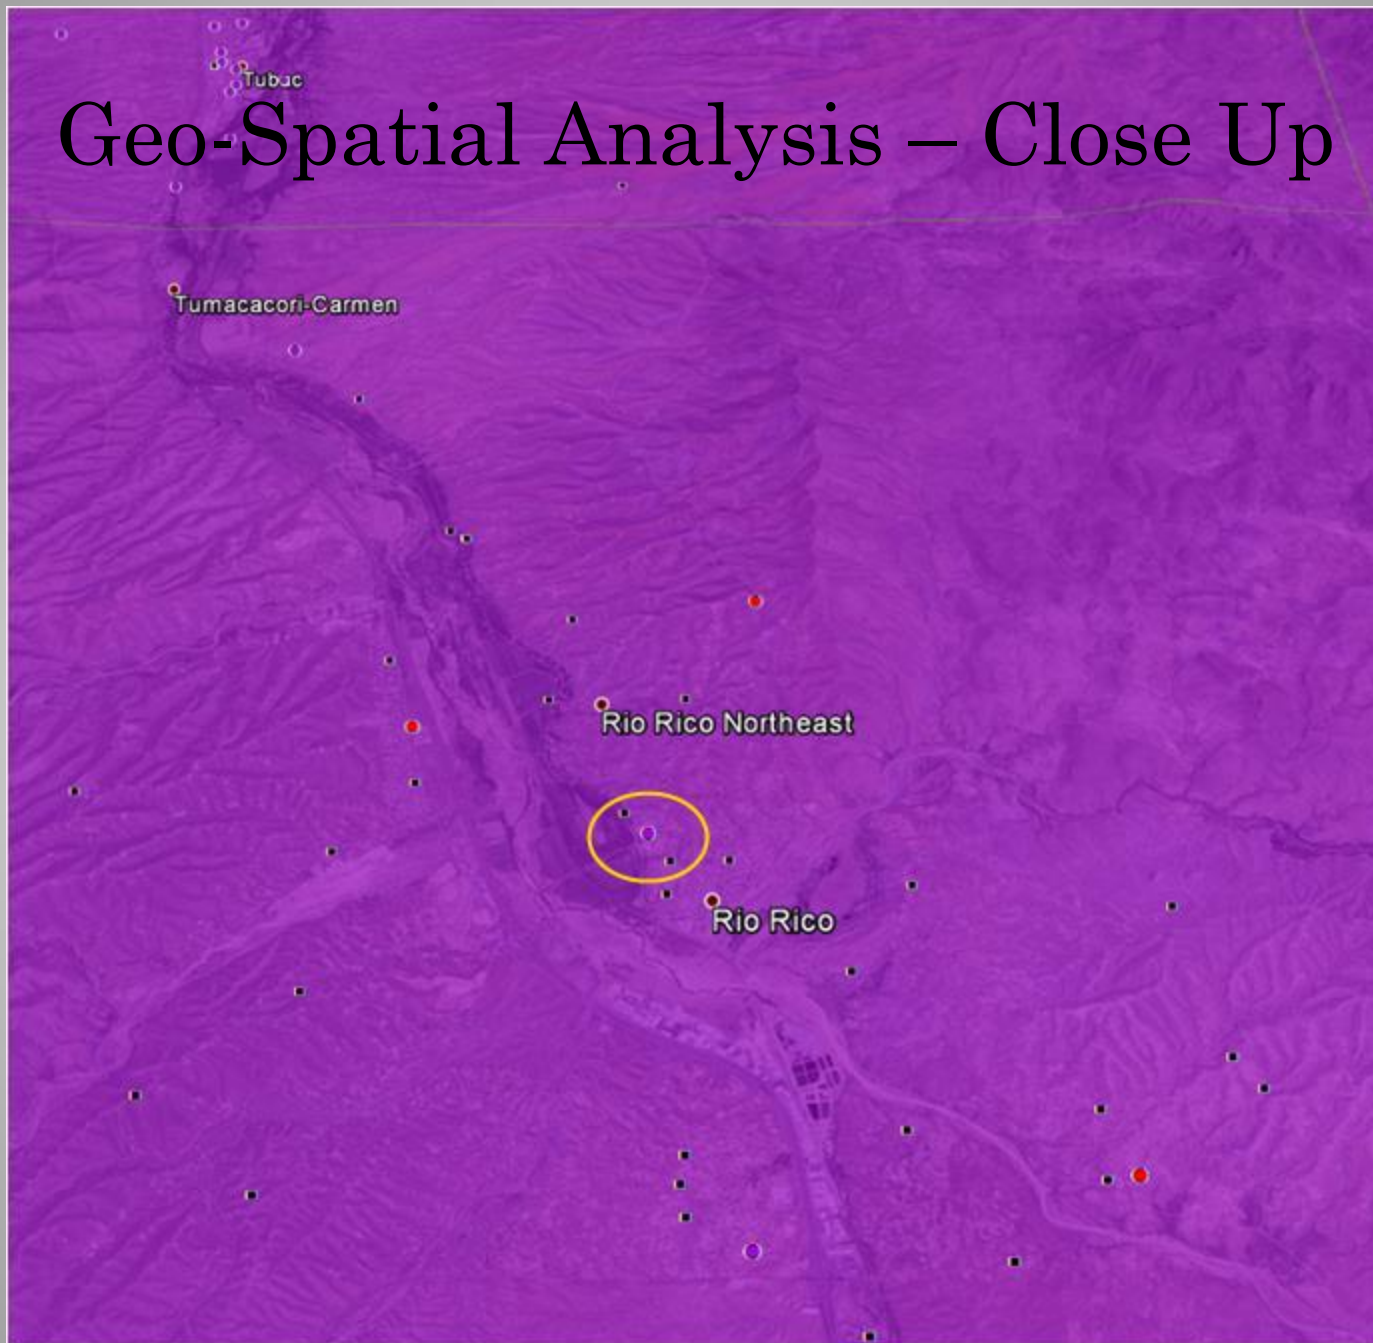 Tubac
Geo-Spatial Analysis – Close Up
Tumacacori-Carmen
Rio Rico Northeast
Rio Rico